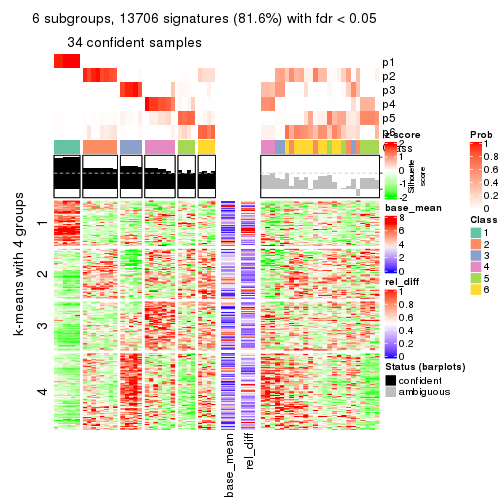 6 subgroups, 13706 signatures (81.6%) with fdr < 0.05
34 confident samples
p1
p2
p3
p4
p5
p6
Class
z-score
2
1
0
-1
-2
Silhouette
score
base_mean
8
6
4
2
0
rel_diff
1
0.8
0.6
0.4
0.2
0
Status (barplots)
confident
ambiguous
Prob
1
0.8
0.6
0.4
0.2
0
Class
1
2
3
4
5
6
k-means with 4 groups
1
2
3
4
base_mean
rel_diff